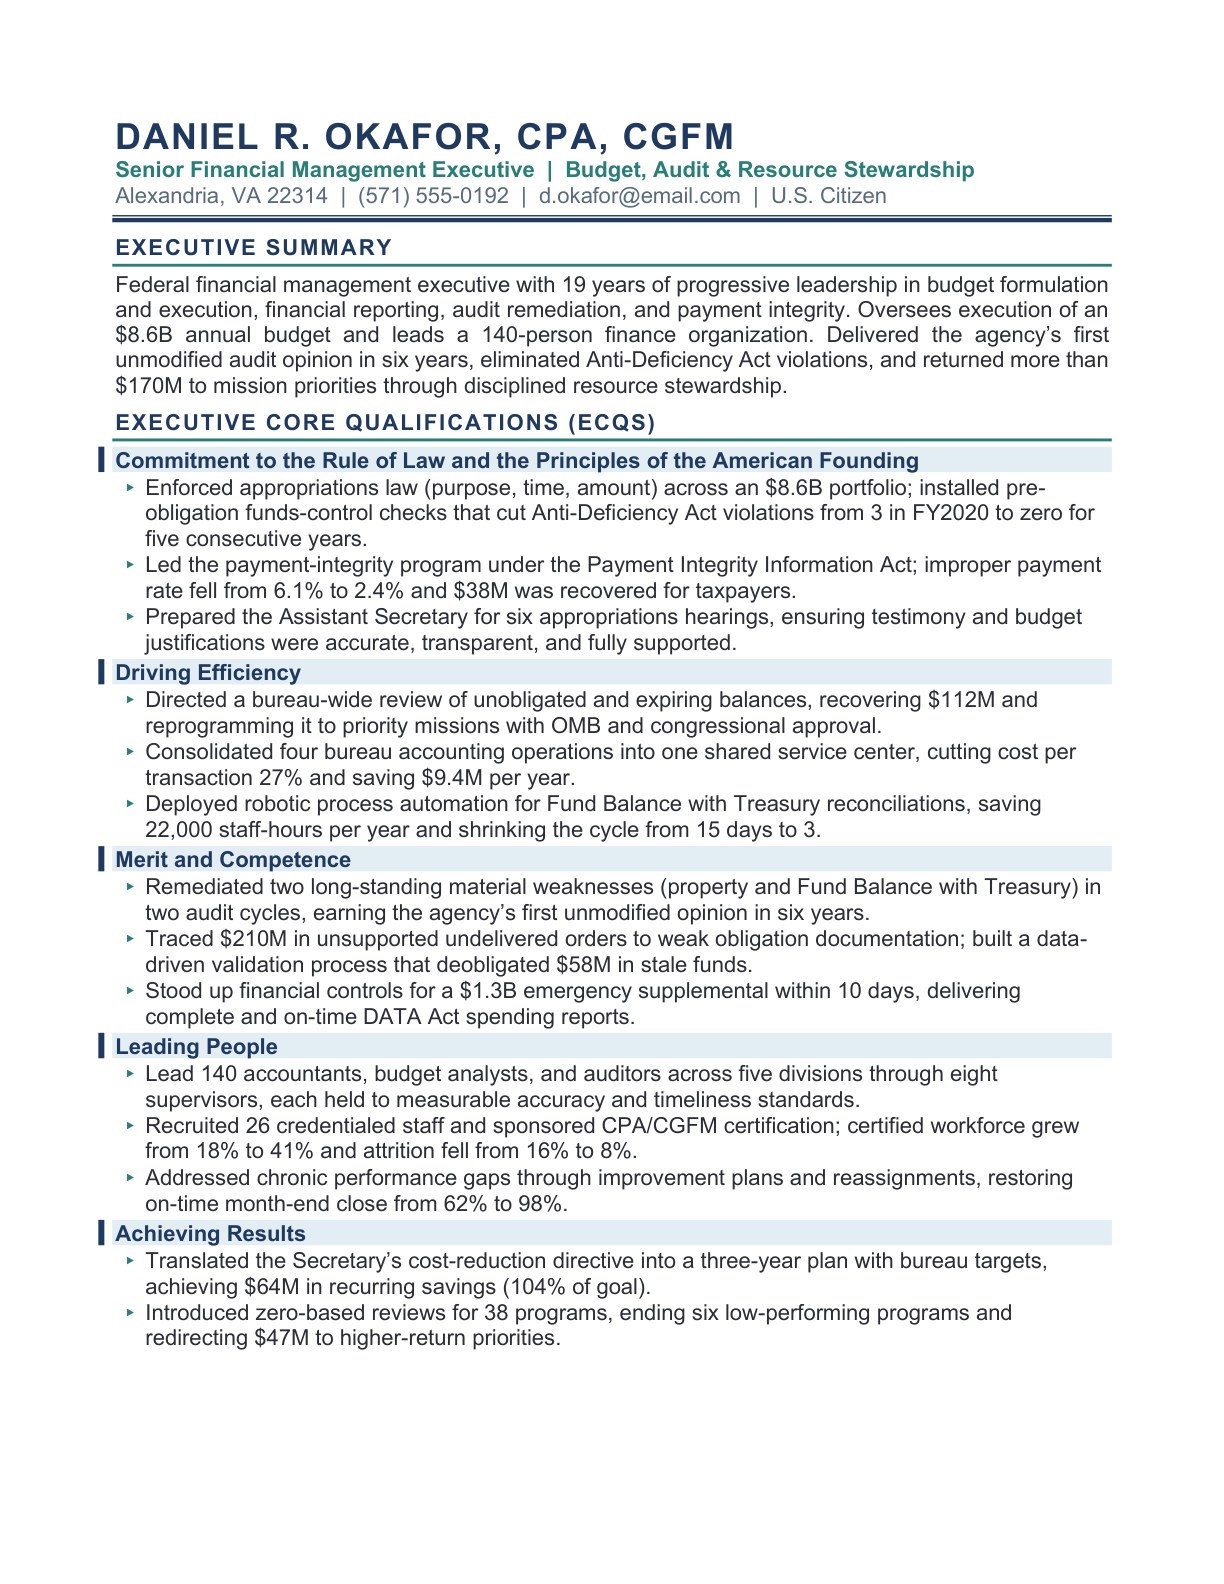 DANIEL R. OKAFOR, CPA, CGFM
Senior Financial Management Executive | Budget, Audit & Resource Stewardship
Alexandria, VA 22314 | (571) 555-0192 | d.okafor@email.com | U.S. Citizen
EXECUTIVE SUMMARY
Federal financial management executive with 19 years of progressive leadership in budget formulation
and execution, financial reporting, audit remediation, and payment integrity. Oversees execution of an
$8.6B annual budget and leads a 140-person finance organization. Delivered the agency’s first
unmodified audit opinion in six years, eliminated Anti-Deficiency Act violations, and returned more than
$170M to mission priorities through disciplined resource stewardship.
EXECUTIVE CORE QUALIFICATIONS (ECQS)
Commitment to the Rule of Law and the Principles of the American Founding
‣ Enforced appropriations law (purpose, time, amount) across an $8.6B portfolio; installed pre-
obligation funds-control checks that cut Anti-Deficiency Act violations from 3 in FY2020 to zero for
five consecutive years.
‣ Led the payment-integrity program under the Payment Integrity Information Act; improper payment
rate fell from 6.1% to 2.4% and $38M was recovered for taxpayers.
‣ Prepared the Assistant Secretary for six appropriations hearings, ensuring testimony and budget
justifications were accurate, transparent, and fully supported.
Driving Efficiency
‣ Directed a bureau-wide review of unobligated and expiring balances, recovering $112M and
reprogramming it to priority missions with OMB and congressional approval.
‣ Consolidated four bureau accounting operations into one shared service center, cutting cost per
transaction 27% and saving $9.4M per year.
‣ Deployed robotic process automation for Fund Balance with Treasury reconciliations, saving
22,000 staff-hours per year and shrinking the cycle from 15 days to 3.
Merit and Competence
‣ Remediated two long-standing material weaknesses (property and Fund Balance with Treasury) in
two audit cycles, earning the agency’s first unmodified opinion in six years.
‣ Traced $210M in unsupported undelivered orders to weak obligation documentation; built a data-
driven validation process that deobligated $58M in stale funds.
‣ Stood up financial controls for a $1.3B emergency supplemental within 10 days, delivering
complete and on-time DATA Act spending reports.
Leading People
‣ Lead 140 accountants, budget analysts, and auditors across five divisions through eight
supervisors, each held to measurable accuracy and timeliness standards.
‣ Recruited 26 credentialed staff and sponsored CPA/CGFM certification; certified workforce grew
from 18% to 41% and attrition fell from 16% to 8%.
‣ Addressed chronic performance gaps through improvement plans and reassignments, restoring
on-time month-end close from 62% to 98%.
Achieving Results
‣ Translated the Secretary’s cost-reduction directive into a three-year plan with bureau targets,
achieving $64M in recurring savings (104% of goal).
‣ Introduced zero-based reviews for 38 programs, ending six low-performing programs and
redirecting $47M to higher-return priorities.